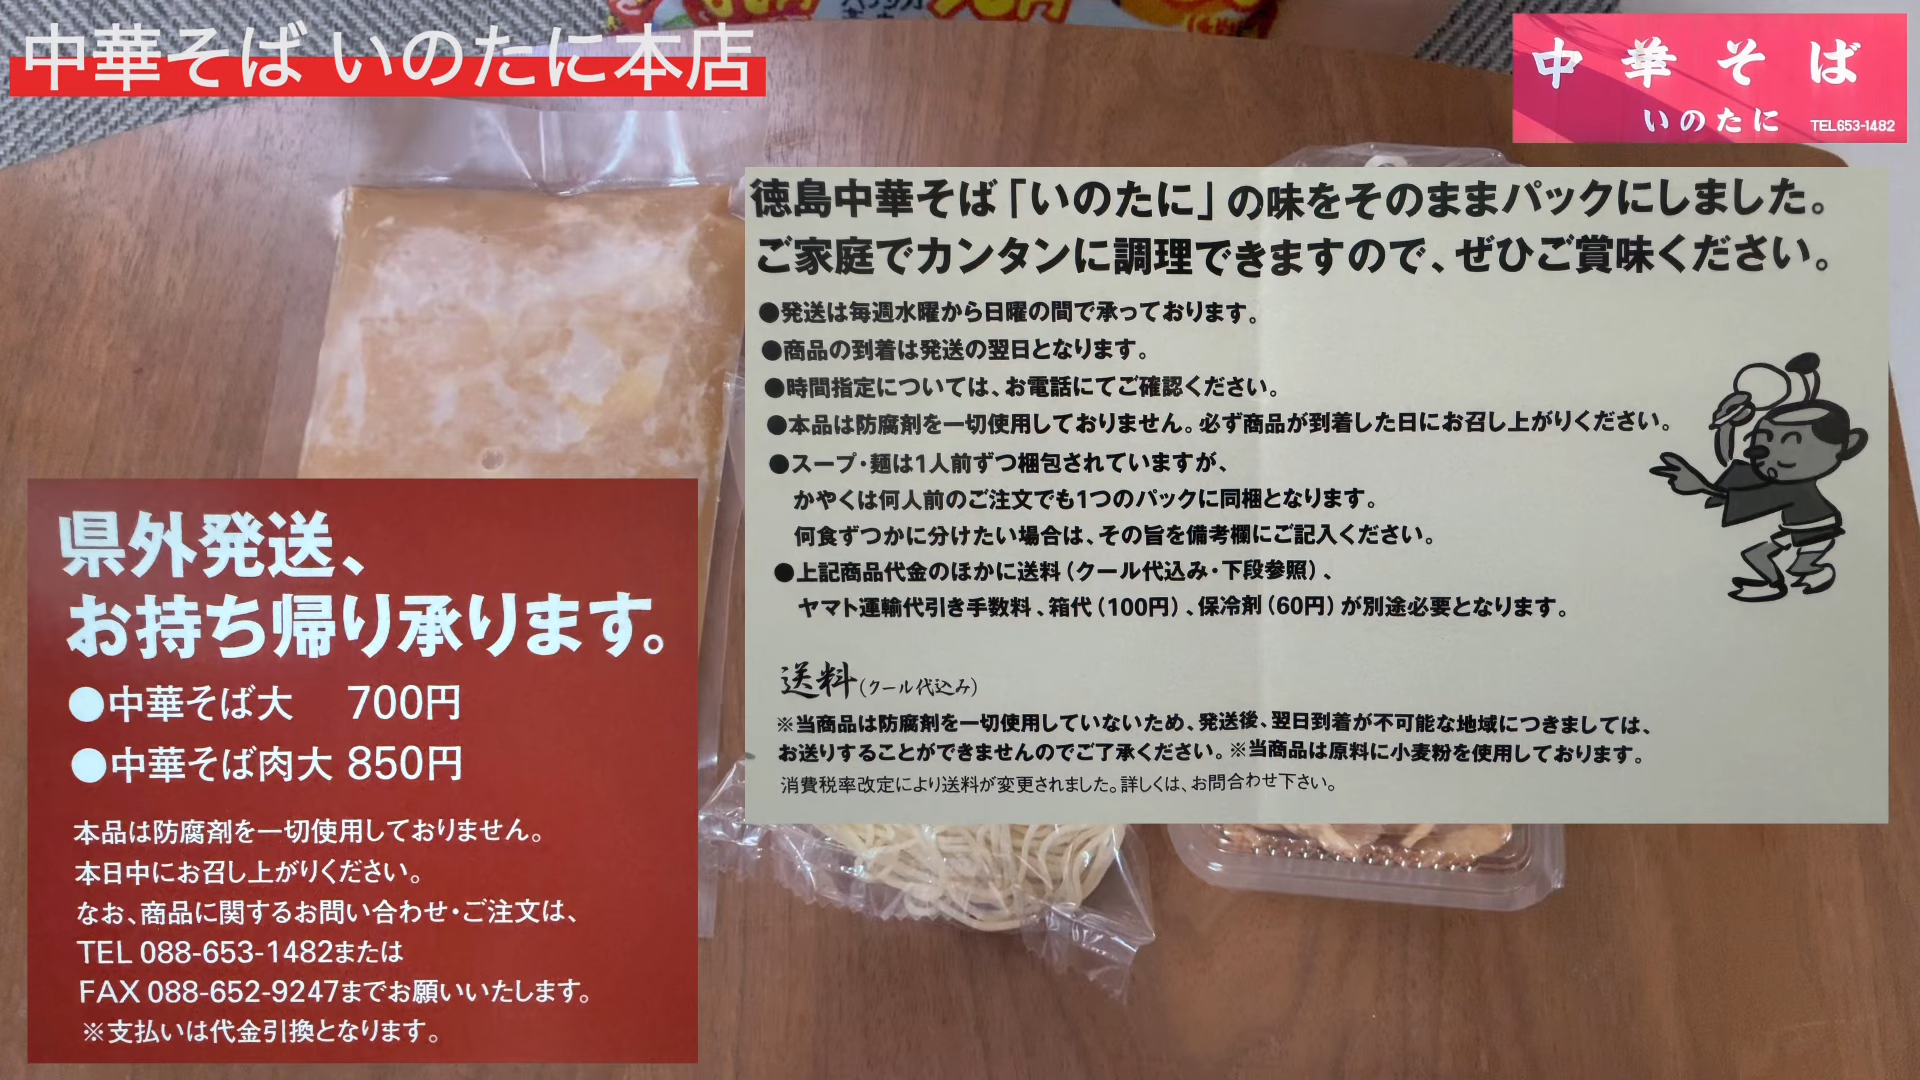 中華そば いのたに本店
中華そば
いのたに TEL653-1482
徳島中華そば「いのたに」の味をそのままパックにしました。
ご家庭でカンタンに調理できますので、ぜひご賞味ください。
●発送は毎週水曜から日曜の間で承っております。
●商品の到着は発送の翌日となります。
●時間指定については、お電話にてご確認ください。
●本品は防腐剤を一切使用しておりません。必ず商品が到着した日にお召し上がりください。
●スープ・麺は1人前ずつ梱包されていますが、
かやくは何人前のご注文でも1つのパックに同梱となります。
何食ずつかに分けたい場合は、その旨を備考欄にご記入ください。
●上記商品代金のほかに送料(クール代込み・下段参照)、
ヤマト運輸代引き手数料、箱代(100円)、保冷剤(60円)が別途必要となります。
送料(クール代込み)
※当商品は防腐剤を一切使用していないため、発送後、翌日到着が不可能な地域につきましては、
お送りすることができませんのでご了承ください。※当商品は原料に小麦粉を使用しております。
消費税率改定により送料が変更されました。詳しくは、お問合わせ下さい。
県外発送、
お持ち帰り承ります。
●中華そば大 700円
●中華そば肉大 850円
本品は防腐剤を一切使用しておりません。
本日中にお召し上がりください。
なお、商品に関するお問い合わせ・ご注文は、
TEL 088-653-1482または
FAX 088-652-9247までお願いいたします。
※支払いは代金引換となります。